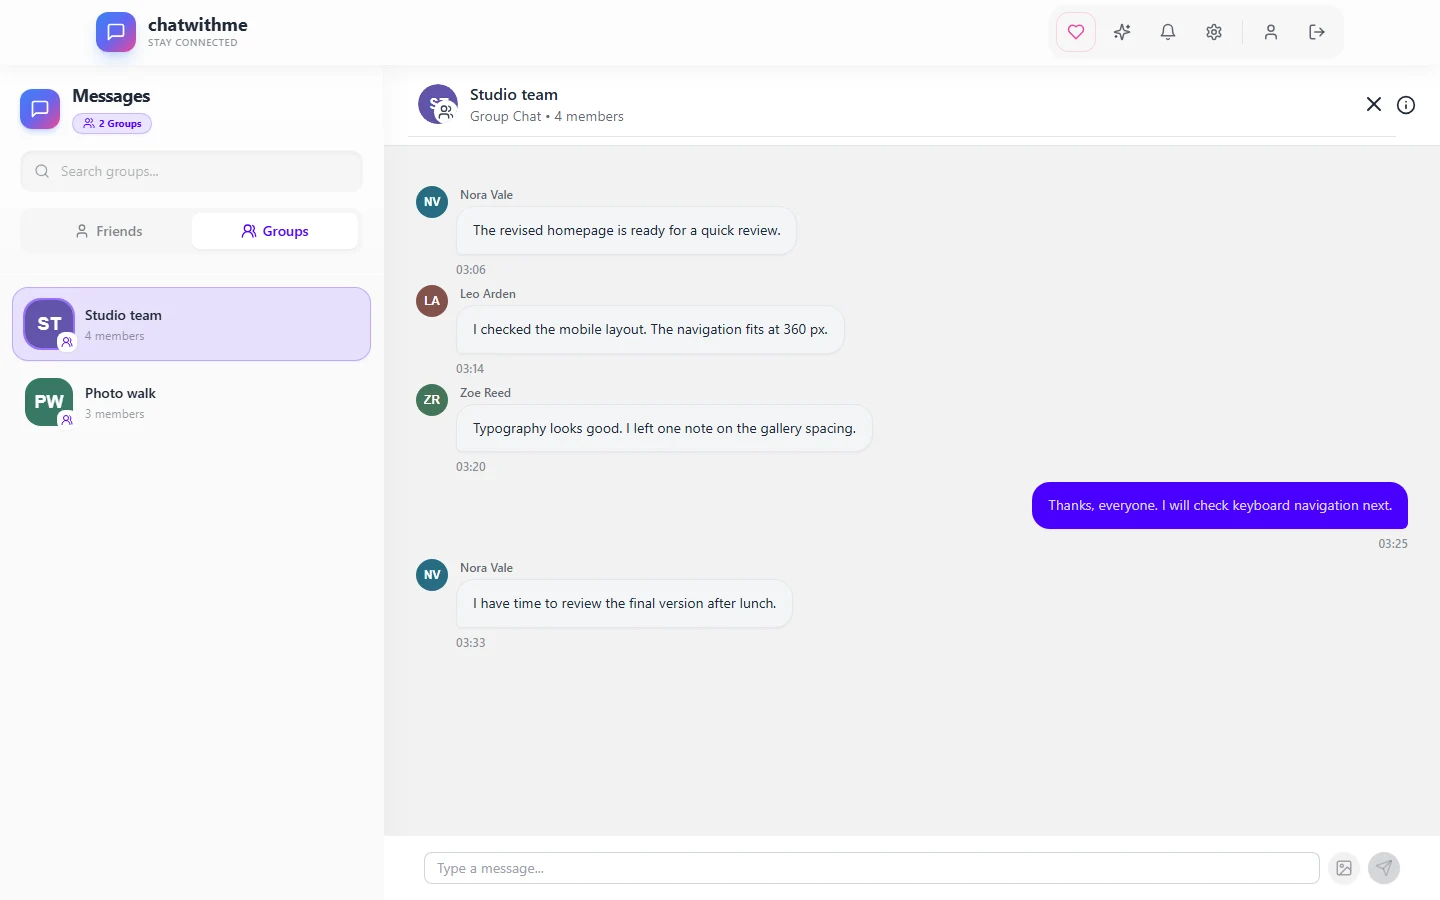 chatwithme
STAY CONNECTED
Messages
2 Groups
Search groups...
Friends
Groups
ST
Studio team
4 members
PW
Photo walk
3 members
Studio team
Group Chat • 4 members
NV
Nora Vale
The revised homepage is ready for a quick review.
03:06
LA
Leo Arden
I checked the mobile layout. The navigation fits at 360 px.
03:14
ZR
Zoe Reed
Typography looks good. I left one note on the gallery spacing.
03:20
Thanks, everyone. I will check keyboard navigation next.
03:25
NV
Nora Vale
I have time to review the final version after lunch.
03:33
Type a message...